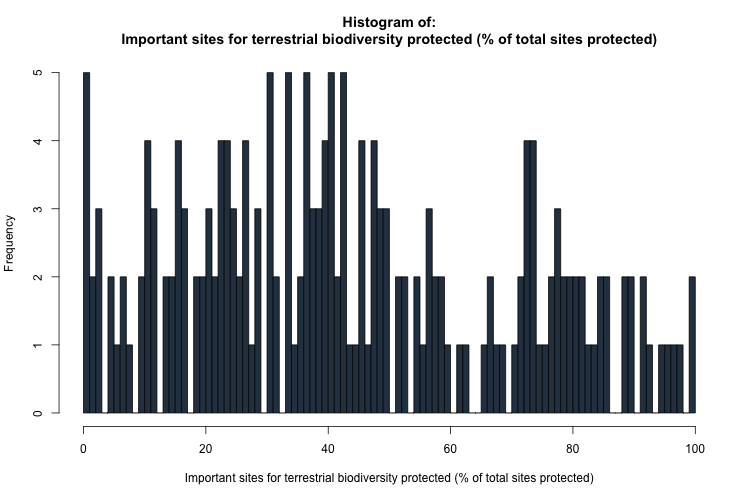 Histogram of:
Important sites for terrestrial biodiversity protected (% of total sites protected)
Frequency
5
4
3
2
1
0
0 20 40 60 80 100
Important sites for terrestrial biodiversity protected (% of total sites protected)